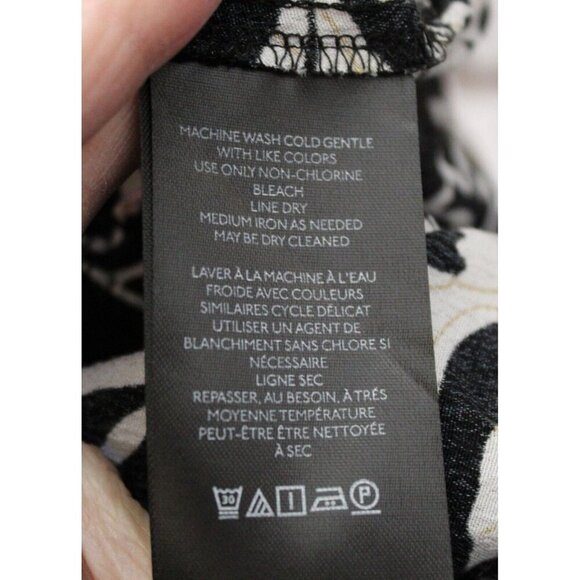 MACHINE WASH COLD GENTLE
WITH LIKE COLORS
USE ONLY NON-CHLORINE
BLEACH
LINE DRY
MEDIUM IRON AS NEEDED
MAY BE DRY CLEANED
LAVER À LA MACHINE À L'EAU
FROIDE AVEC COULEURS
SIMILAIRES CYCLE DÉLICAT
UTILISER UN AGENT DE
BLANCHIMENT SANS CHLORE SI
NÉCESSAIRE
LIGNE SEC
REPASSER, AU BESOIN, À TRÉS
MOYENNE TEMPÉRATURE
PEUT-ÊTRE ÊTRE NETTOYÉE
À SEC
30 P